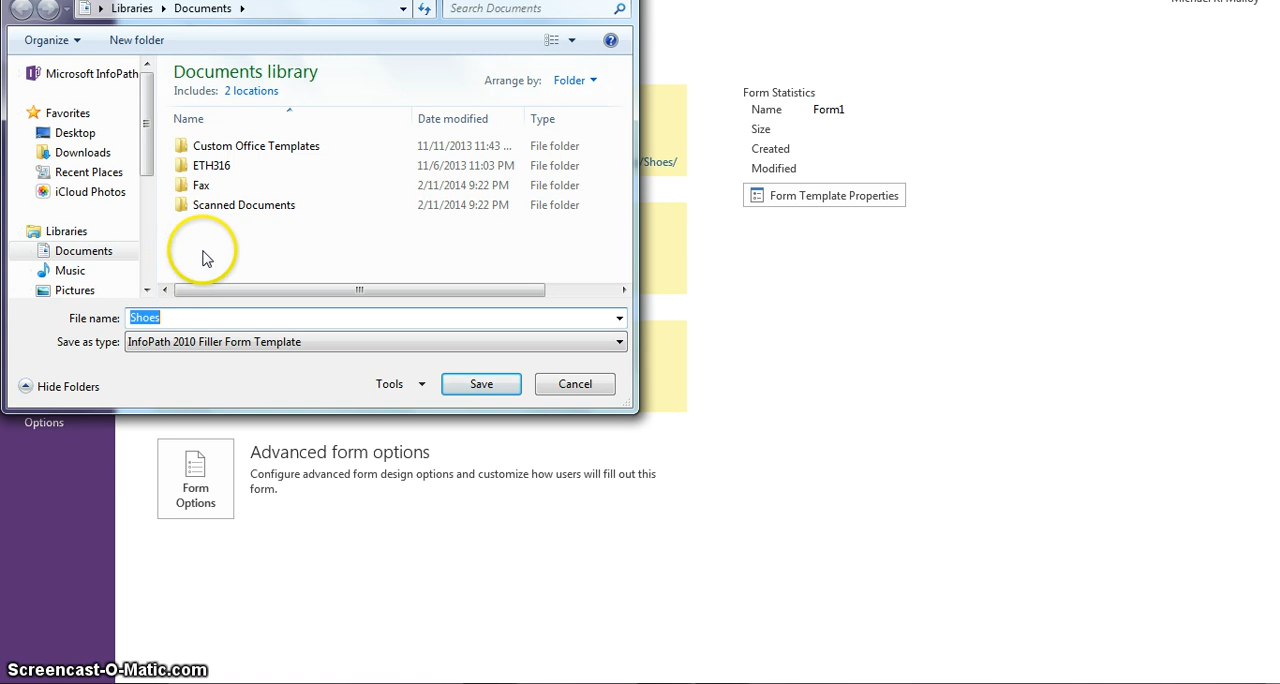 Libraries Documents Search Documents
Organize New folder
Microsoft InfoPath
Favorites
Desktop
Downloads
Recent Places
iCloud Photos
Libraries
Documents
Music
Pictures
Documents library
Includes: 2 locations
Arrange by: Folder
Name Date modified Type
Custom Office Templates 11/11/2013 11:43 ... File folder
ETH316 11/6/2013 11:03 PM File folder
Fax 2/11/2014 9:22 PM File folder
Scanned Documents 2/11/2014 9:22 PM File folder
File name: Shoes
Save as type: InfoPath 2010 Filler Form Template
Hide Folders Tools Save Cancel
/Shoes/
Form Statistics
Name Form1
Size
Created
Modified
Form Template Properties
Options
Form Options
Advanced form options
Configure advanced form design options and customize how users will fill out this
form.
Screencast-O-Matic.com